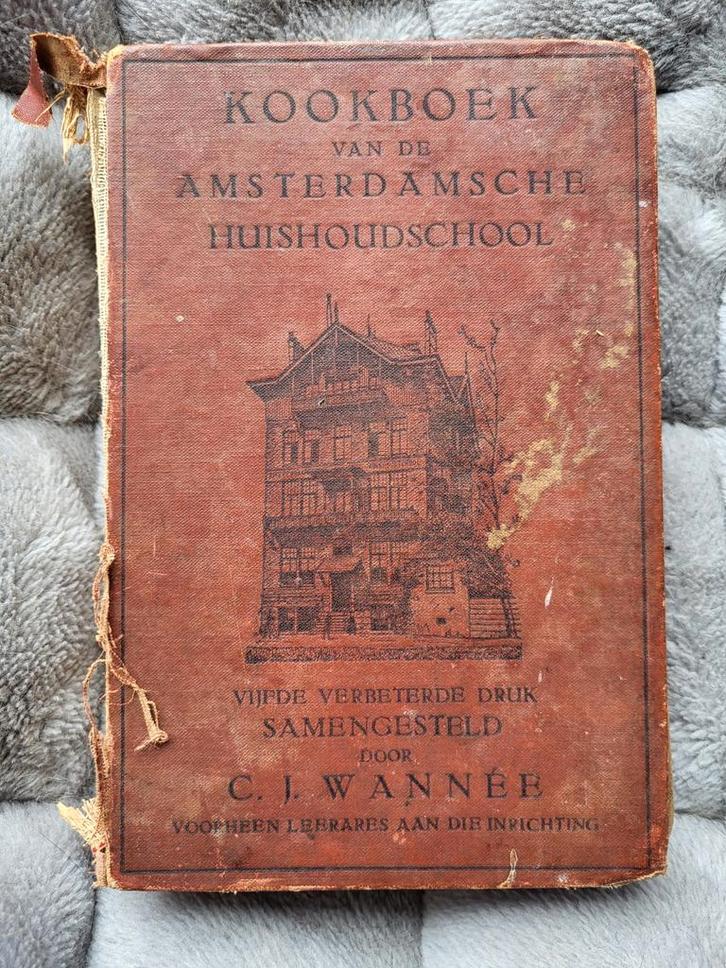 KOOKBOEK
VAN DE
AMSTERDAMSCHE
HUISHOUDSCHOOL
VIJFDE VERBETERDE DRUK
SAMENGESTELD
DOOR
C. J. WANNÉE
VOORHEEN LEERARES AAN DIE INRICHTING